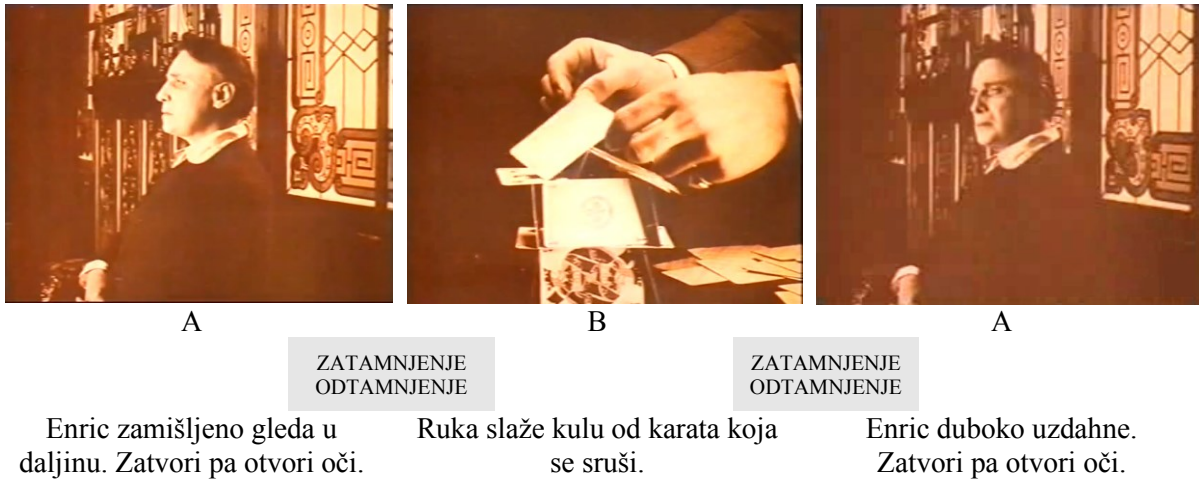 A
B
A
ZATAMNJENJE
ODTAMNJENJE
ZATAMNJENJE
ODTAMNJENJE
Enric zamišljeno gleda u
daljinu. Zatvori pa otvori oči.
Ruka slaže kulu od karata koja
se sruši.
Enric duboko uzdahne.
Zatvori pa otvori oči.